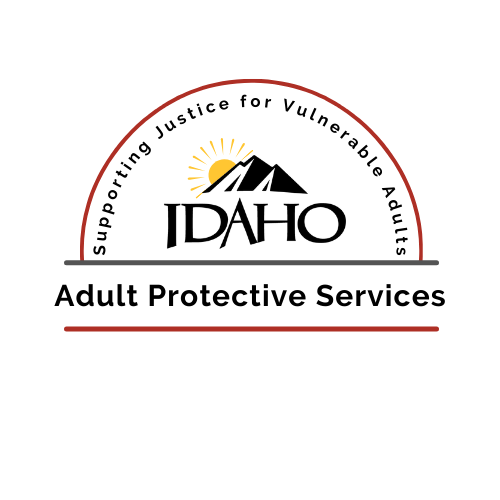 Supporting Justice for Vulnerable Adults
IDAHO
Adult Protective Services